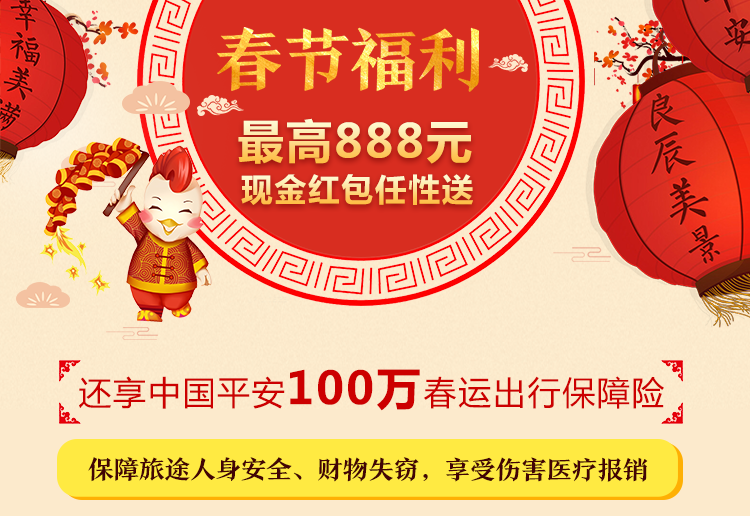 幸福美满
春节福利
平安
良辰美景
最高888元
现金红包任性送
还享中国平安100万春运出行保障险
保障旅途人身安全、财物失窃，享受伤害医疗报销